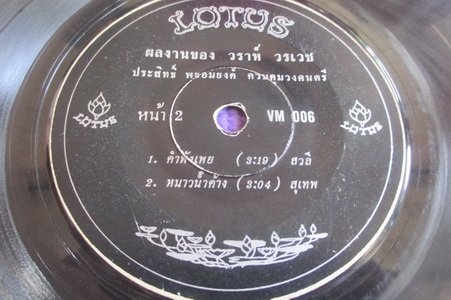 LOTUS
ผลงานของ วราห์ วรเวช
ประสิทธิ์ พยอมยงค์ ควบคุมวงดนตรี
หน้า 2 VM 006
LOTUS LOTUS
1. คำหันเพย (3:19) สวลี
2. หนาวน้ำค้าง (3:04) สุเทพ